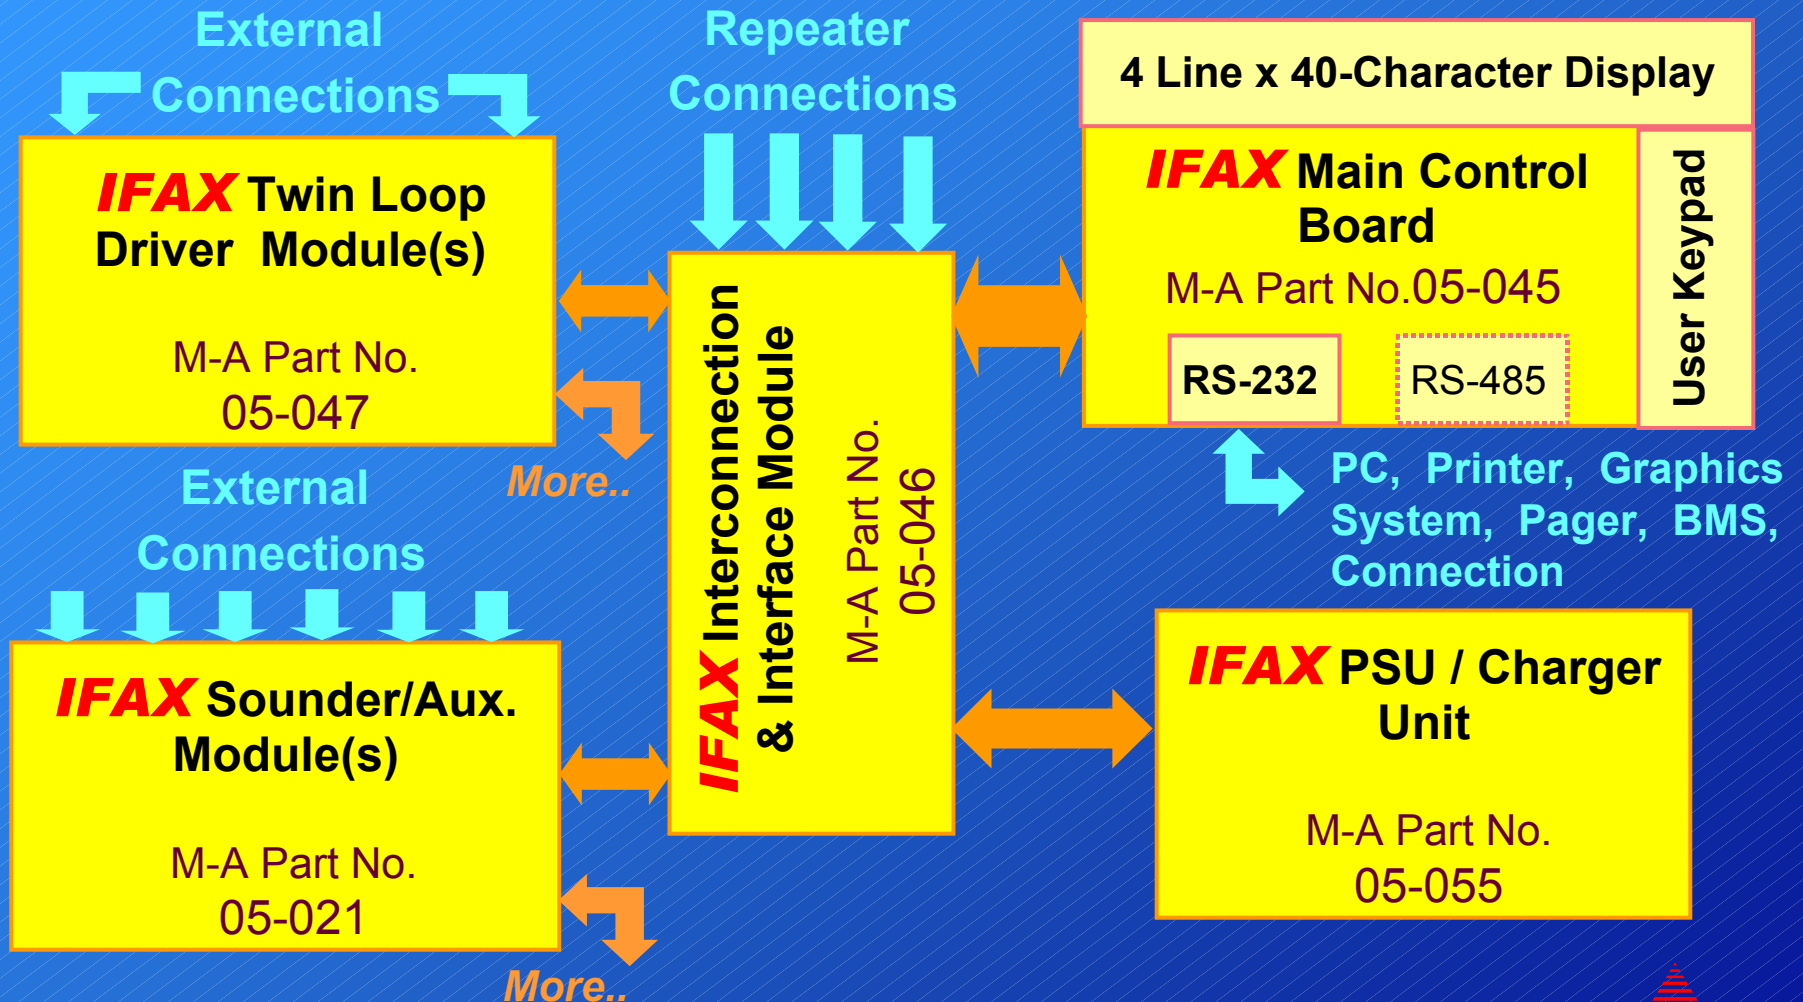 External
Connections
IFAX Twin Loop
Driver Module(s)
M-A Part No.
05-047
More..
External
Connections
IFAX Sounder/Aux.
Module(s)
M-A Part No.
05-021
More..
Repeater
Connections
IFAX Interconnection
& Interface Module
M-A Part No.
05-046
4 Line x 40-Character Display
IFAX Main Control
Board
M-A Part No.05-045
RS-232
RS-485
User Keypad
PC, Printer, Graphics
System, Pager, BMS,
Connection
IFAX PSU / Charger
Unit
M-A Part No.
05-055